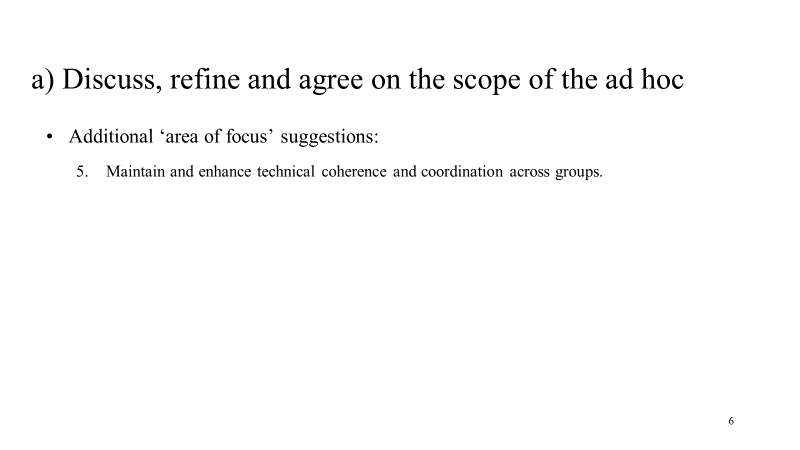 a) Discuss, refine and agree on the scope of the ad hoc
• Additional ‘area of focus’ suggestions:
5. Maintain and enhance technical coherence and coordination across groups.
6